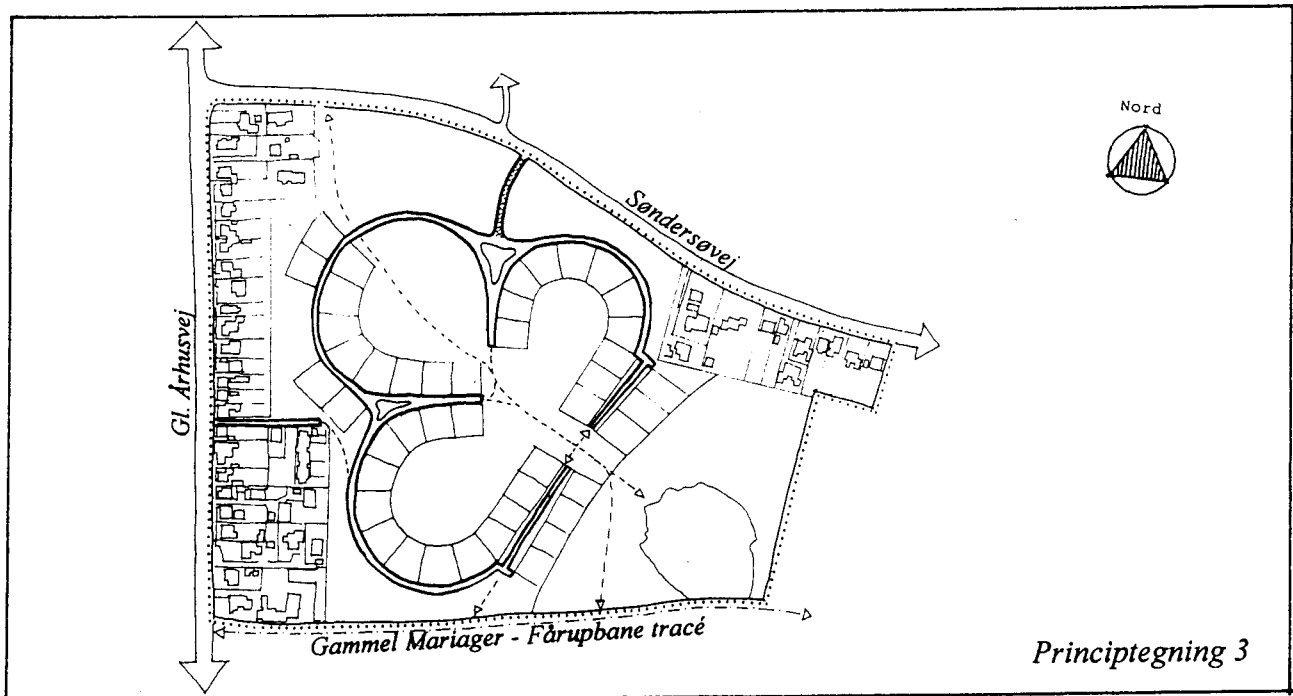 Nord
Søndersøvej
Gl. Århusvej
Gammel Mariager - Fårupbane tracé
Principtegning 3